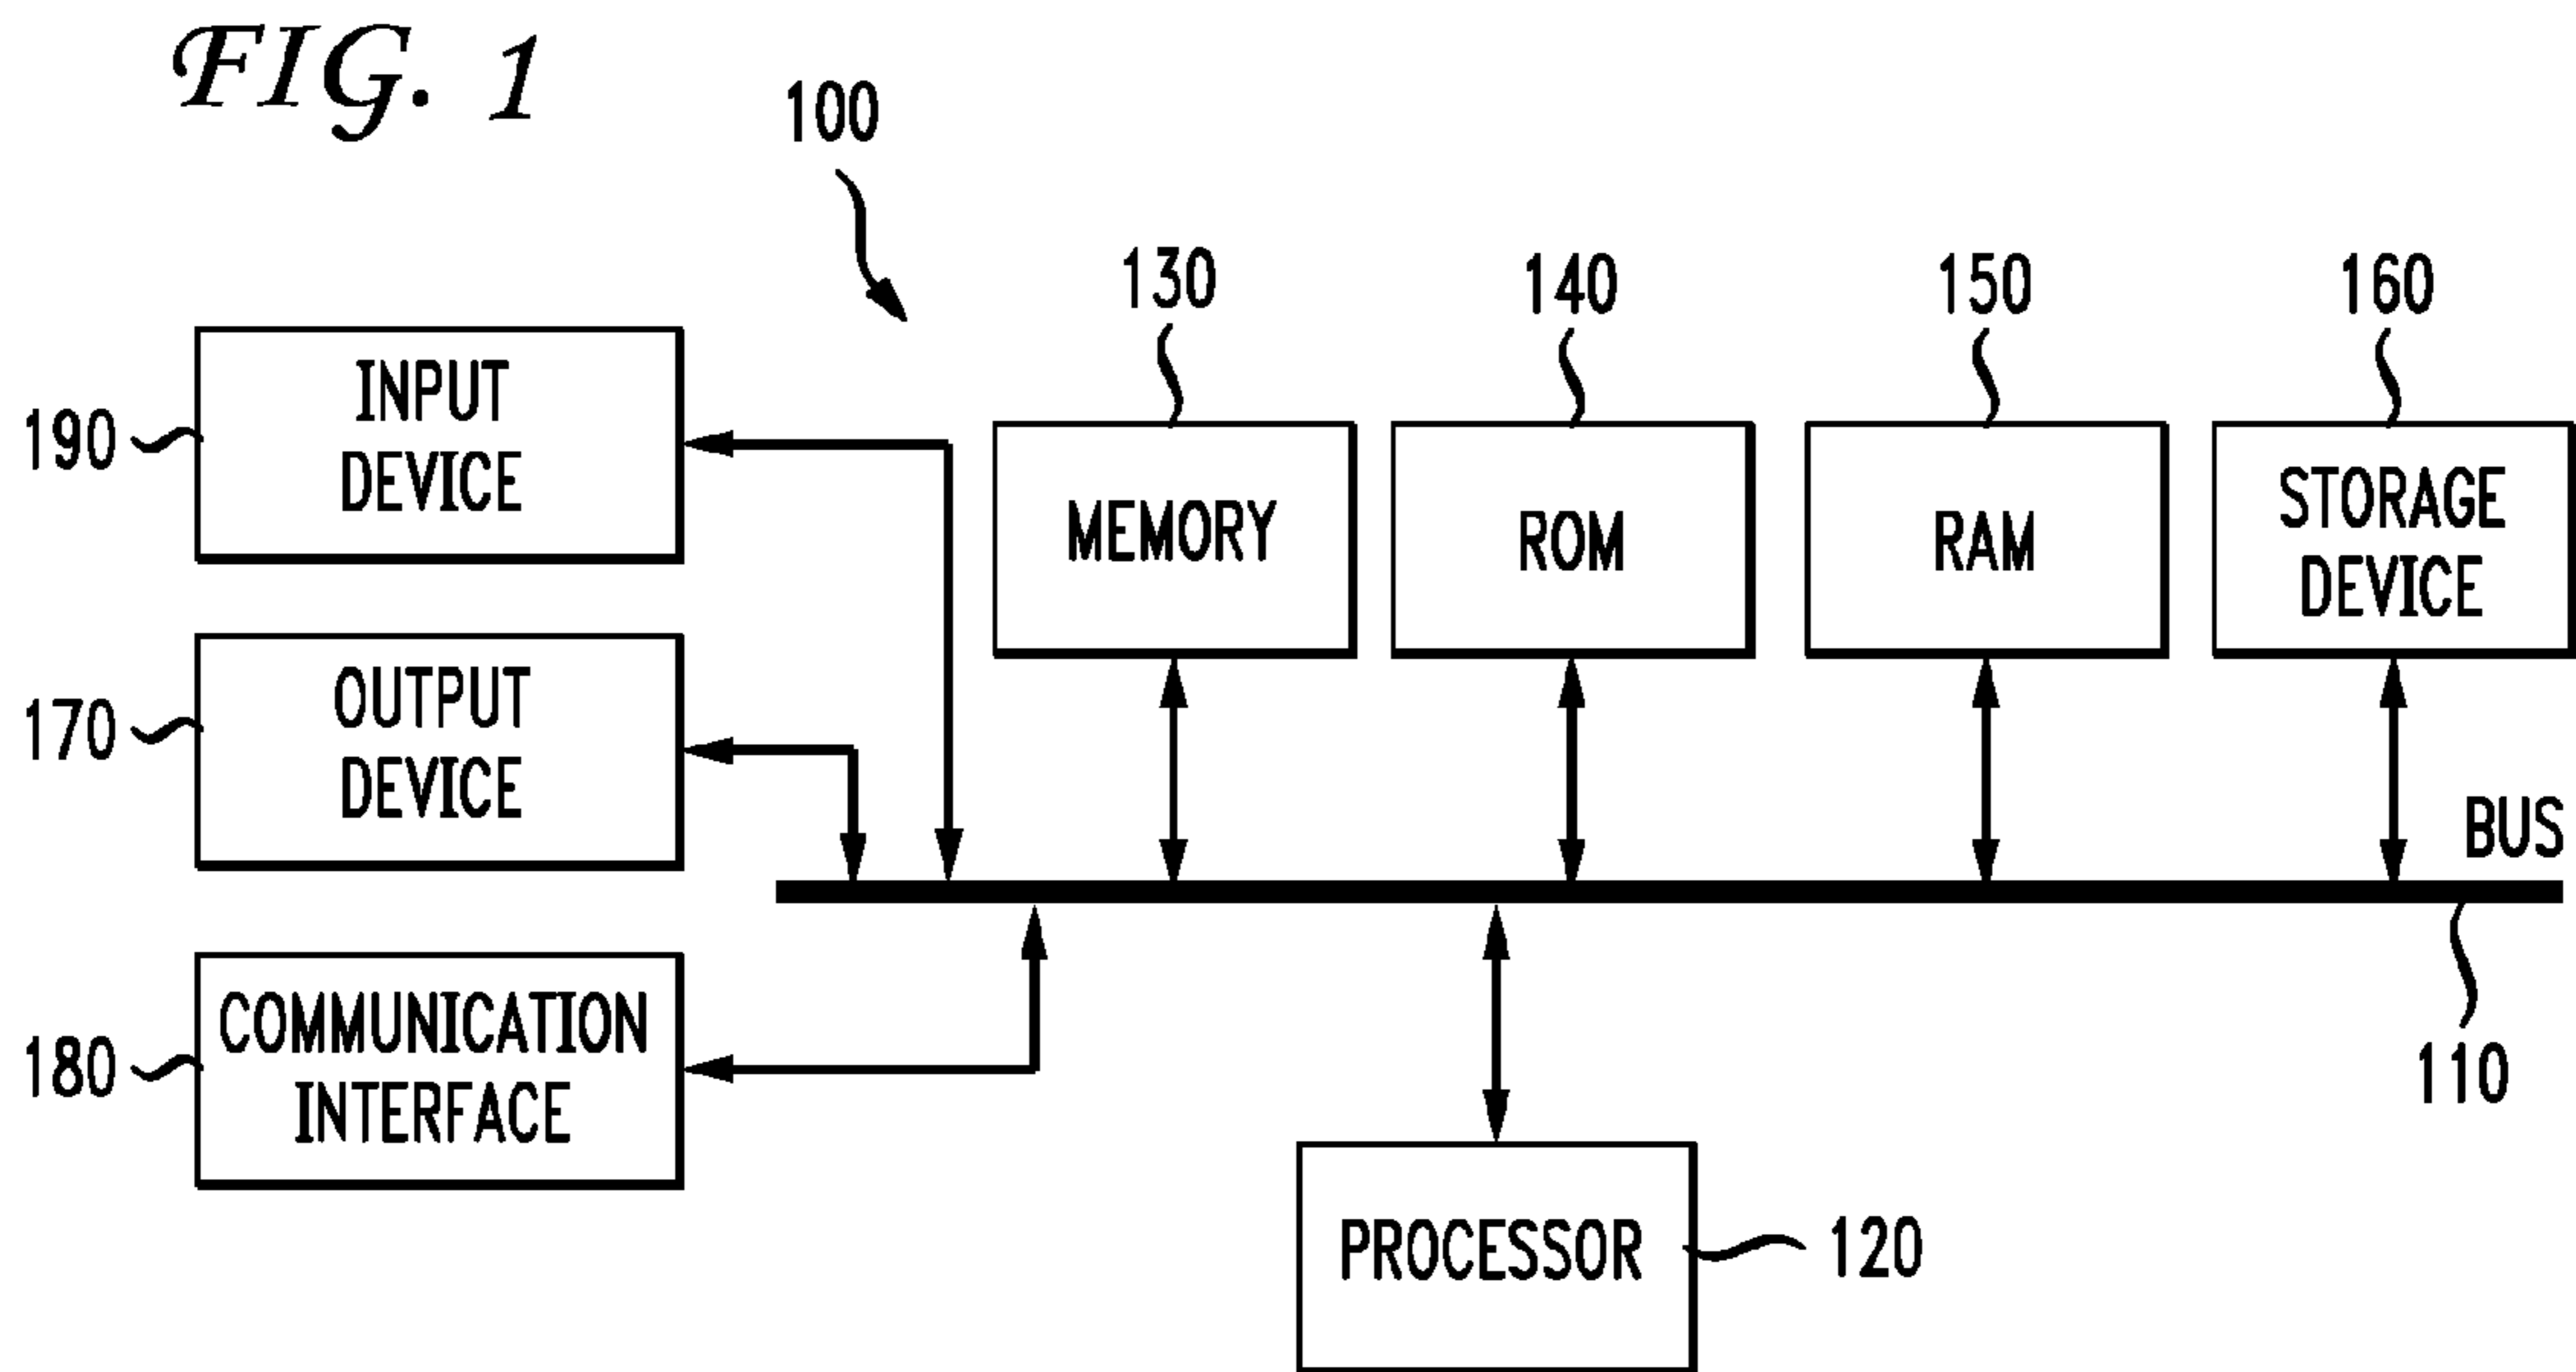 FIG. 1
100
130
140
150
160
190
INPUT
DEVICE
MEMORY
ROM
RAM
STORAGE
DEVICE
170
OUTPUT
DEVICE
BUS
180
COMMUNICATION
INTERFACE
110
PROCESSOR
120